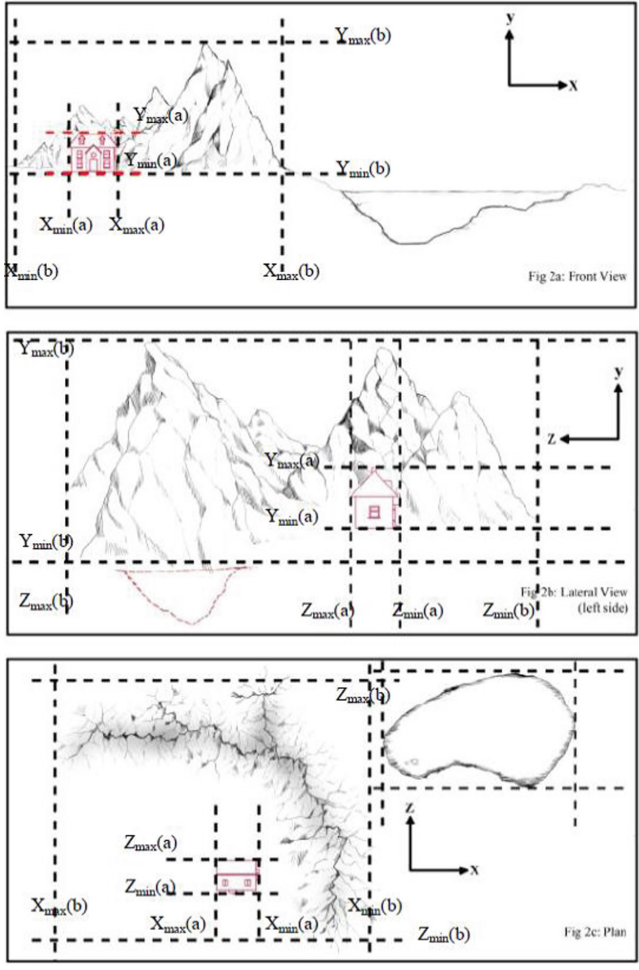 y
Ymax(b)
x
Ymax(a)
Ymin(a)
Ymin(b)
Xmin(a) Xmax(a)
Xmin(b) Xmax(b)
Fig 2a: Front View
Ymax(b)
y
z
Ymax(a)
Ymin(a)
Ymin(b)
Zmax(b) Zmax(a) Zmin(a) Zmin(b)
Fig 2b: Lateral View
(left side)
Zmax(b)
z
Zmax(a)
x
Zmin(a)
Xmax(b) Xmin(b)
Xmax(a) Xmin(a)
Zmin(b)
Fig 2c: Plan